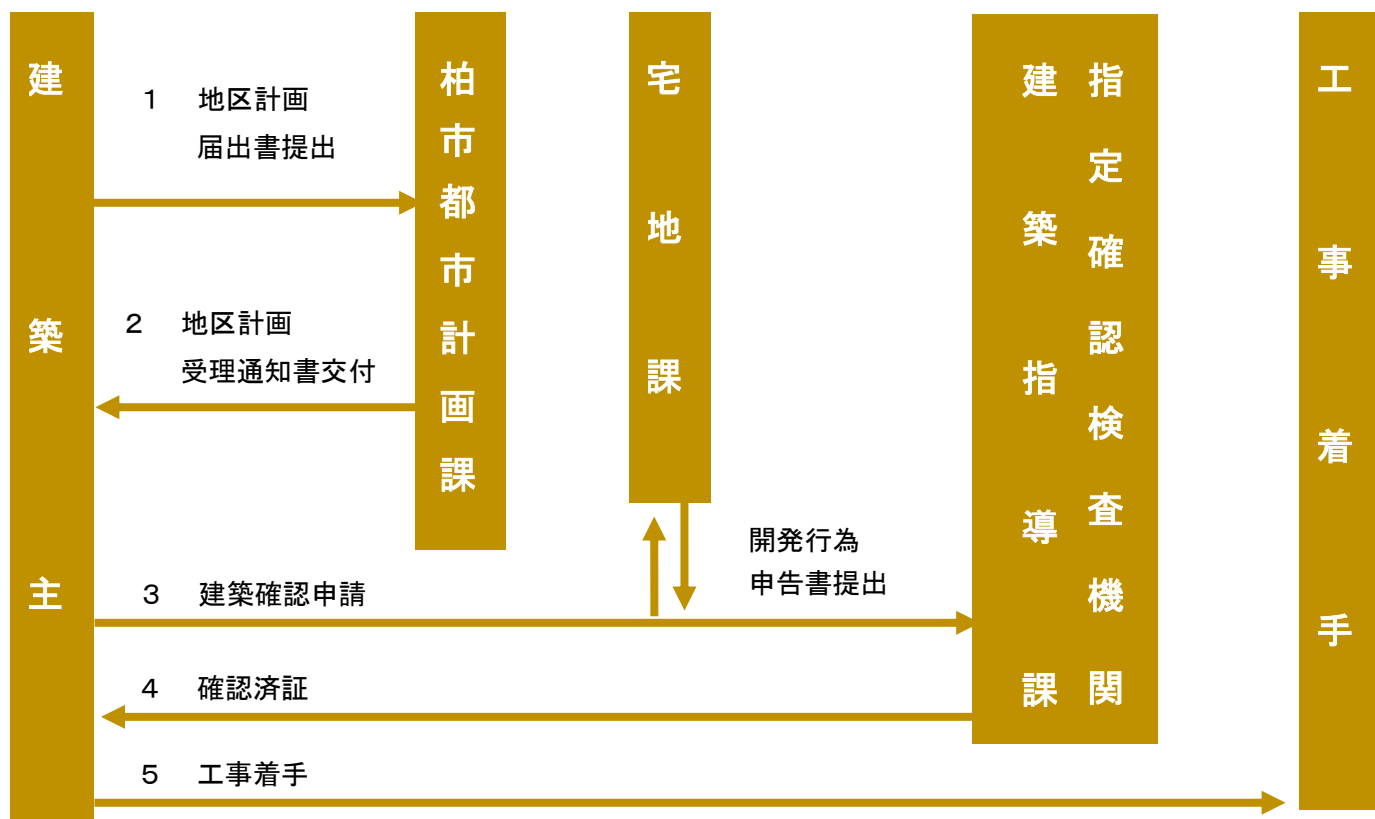 建築主
１　地区計画
届出書提出
２　地区計画
受理通知書交付
柏市都市計画課
宅地課
開発行為
申告書提出
３　建築確認申請
４　確認済証
５　工事着手
指定確認検査機関
建築指導課
工事着手